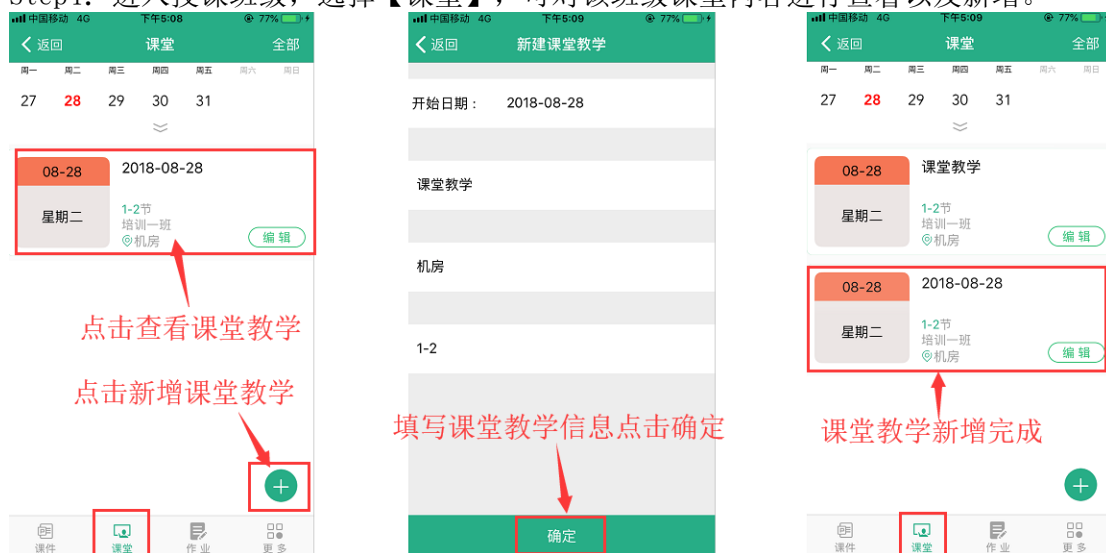 Step4：进入授课班级，选择【课堂】，可对该班级课堂内容进行查看以及新增。
中国移动 4G 下午5:08 77%
返回 课堂 全部
周一 周二 周三 周四 周五 周六 周日
27 28 29 30 31
08-28 2018-08-28
星期二
1-2节
培训一班
机房
编辑
点击查看课堂教学
点击新增课堂教学
课件 课堂 作业 更多
中国移动 4G 下午5:09 77%
返回 新建课堂教学
开始日期： 2018-08-28
课堂教学
机房
1-2
填写课堂教学信息点击确定
确定
中国移动 4G 下午5:09 77%
返回 课堂 全部
周一 周二 周三 周四 周五 周六 周日
27 28 29 30 31
08-28 课堂教学
星期二
1-2节
培训一班
机房
编辑
08-28 2018-08-28
星期二
1-2节
培训一班
机房
编辑
课堂教学新增完成
课件 课堂 作业 更多